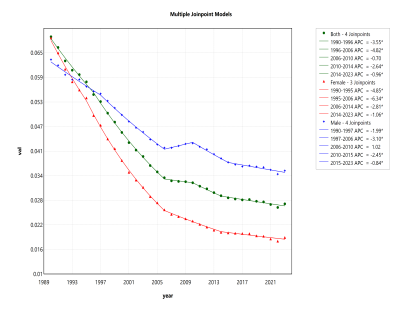 Multiple Joinpoint Models
0.065
0.059
0.053
0.047
0.041
0.034
0.028
0.022
0.016
0.01
1989
1993
1997
2001
2005
2009
2013
2017
2021
year
Both - 4 Joinpoints
1990-1996 APC = -3.55*
1996-2006 APC = -4.82*
2006-2010 APC = -0.70
2010-2014 APC = -2.64*
2014-2023 APC = -0.96*
Female - 3 Joinpoints
1990-1995 APC = -4.85*
1995-2006 APC = -6.34*
2006-2014 APC = -2.81*
2014-2023 APC = -1.06*
Male - 4 Joinpoints
1990-1997 APC = -1.99*
1997-2006 APC = -3.10*
2006-2010 APC = 1.02
2010-2015 APC = -2.45*
2015-2023 APC = -0.84*